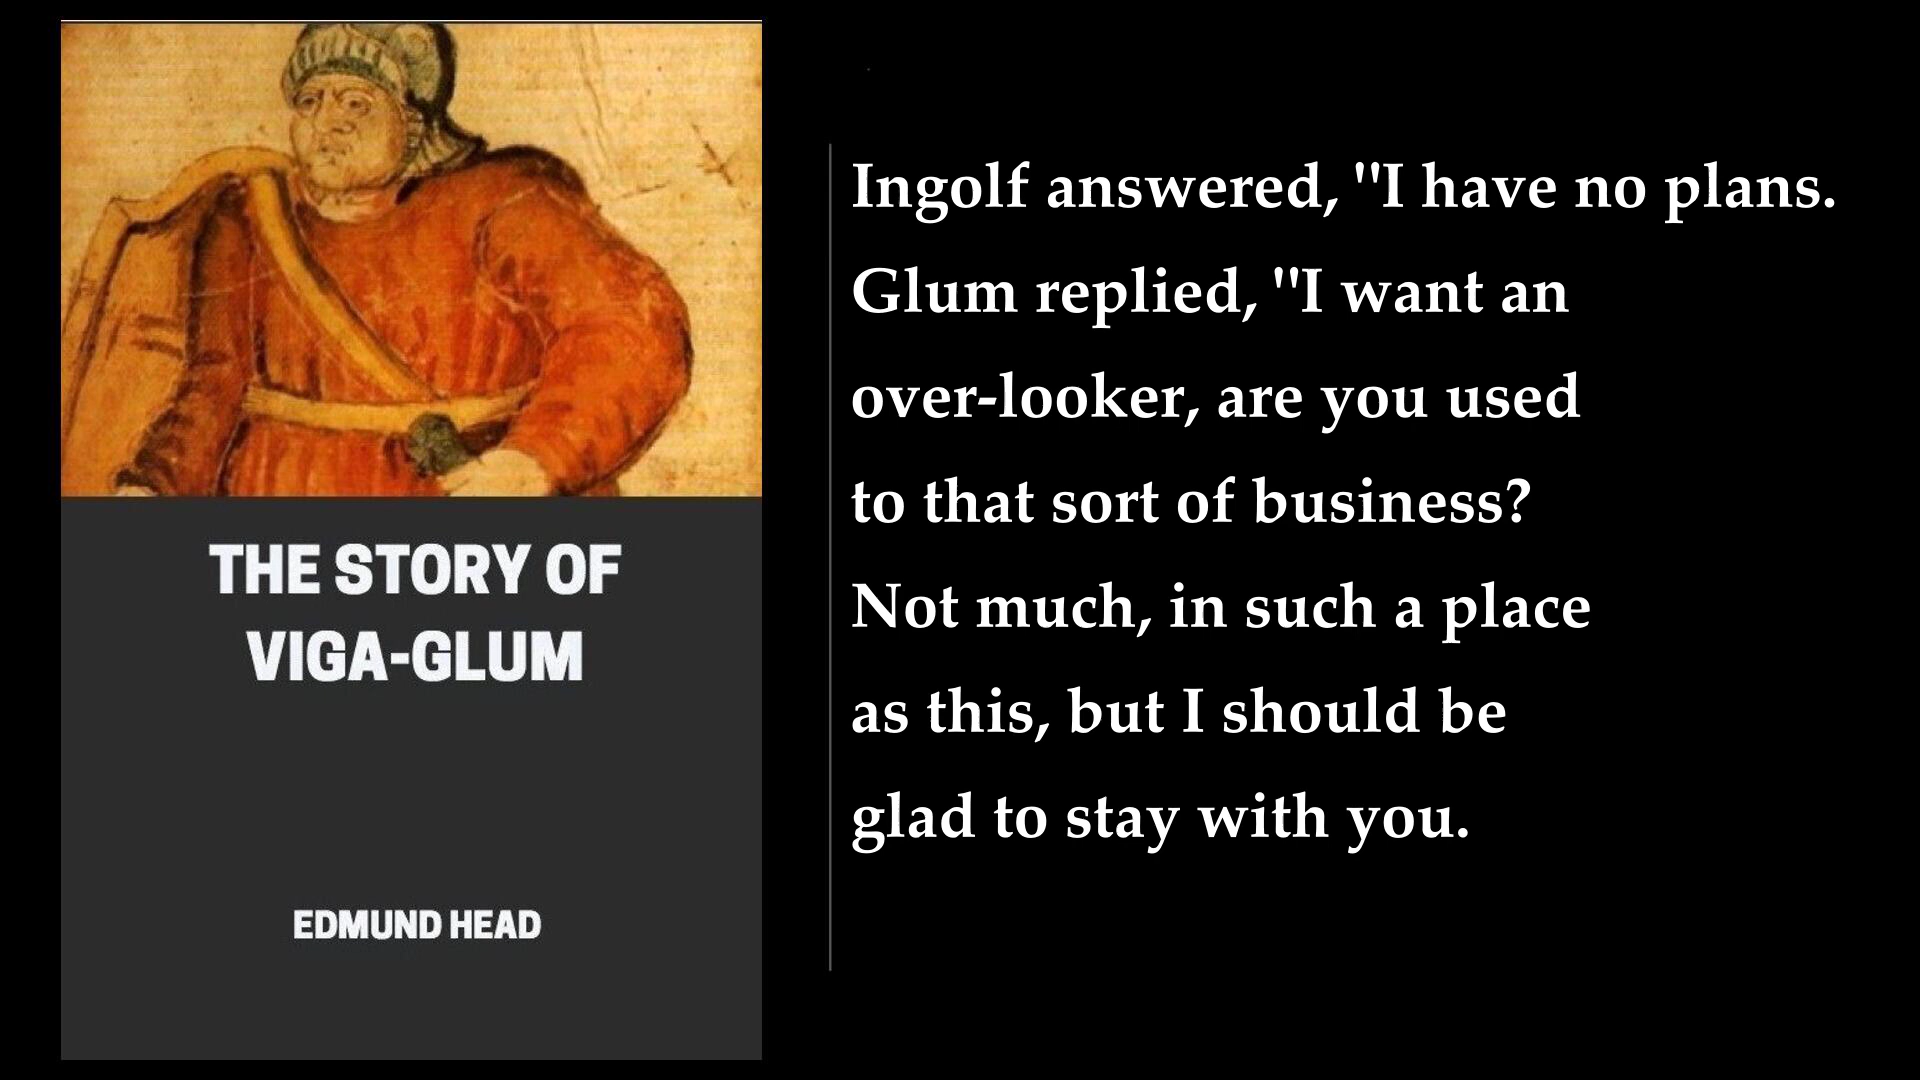 THE STORY OF
VIGA-GLUM
EDMUND HEAD
Ingolf answered, "I have no plans.
Glum replied, "I want an
over-looker, are you used
to that sort of business?
Not much, in such a place
as this, but I should be
glad to stay with you.